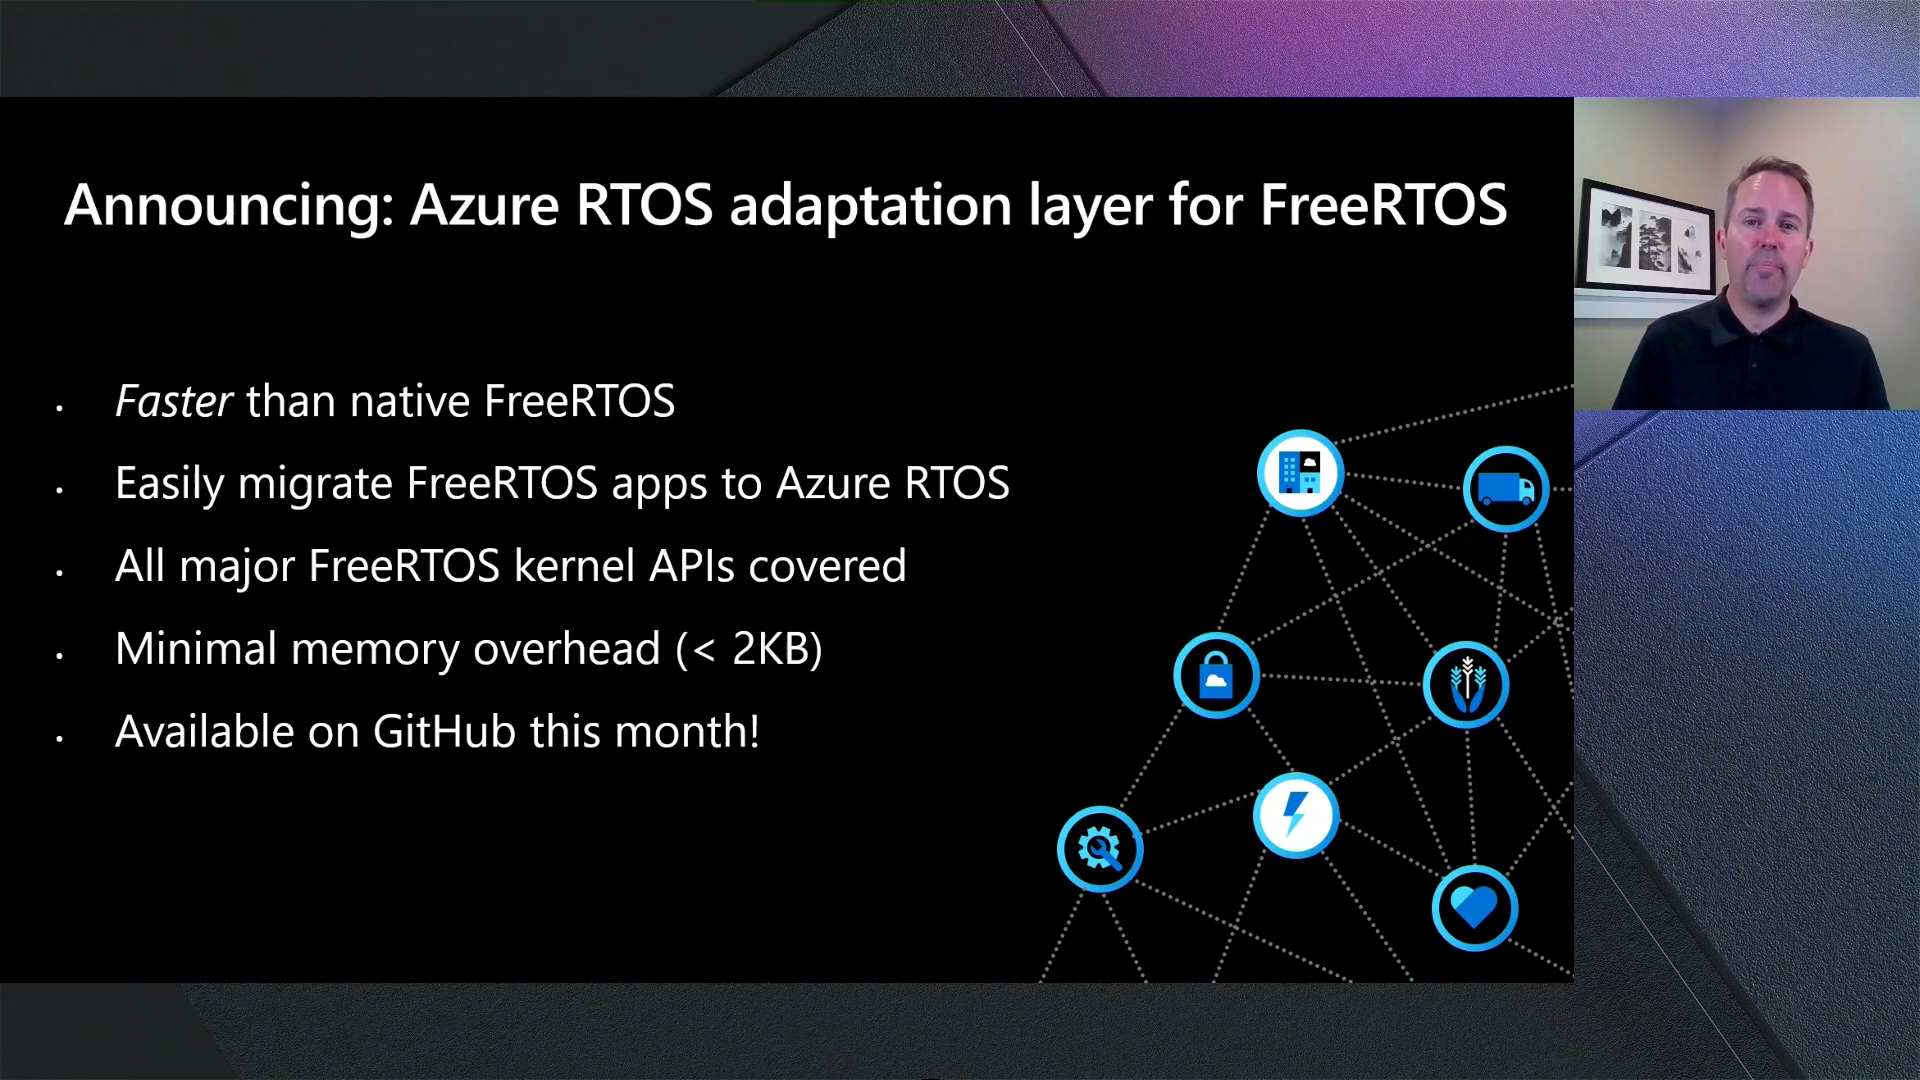 Announcing: Azure RTOS adaptation layer for FreeRTOS
• Faster than native FreeRTOS
• Easily migrate FreeRTOS apps to Azure RTOS
• All major FreeRTOS kernel APIs covered
• Minimal memory overhead (< 2KB)
• Available on GitHub this month!